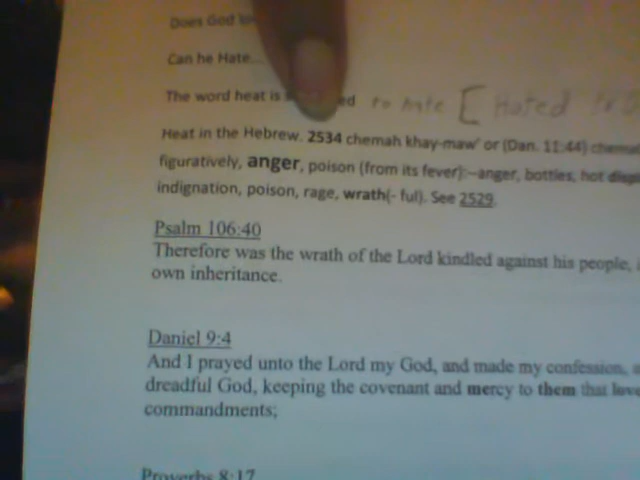 Does God
Can he Hate...
The word heat is ed to hate [ Hated
Heat in the Hebrew. 2534 chemah khay-maw' or (Dan. 11:44)
figuratively, anger, poison (from its fever):--anger, bottles, hot
indignation, poison, rage, wrath(- ful). See 2529.
Psalm 106:40
Therefore was the wrath of the Lord kindled against his people,
own inheritance.
Daniel 9:4
And I prayed unto the Lord my God, and made my confession,
dreadful God, keeping the covenant and mercy to them that love
commandments;
Proverbs 8:17